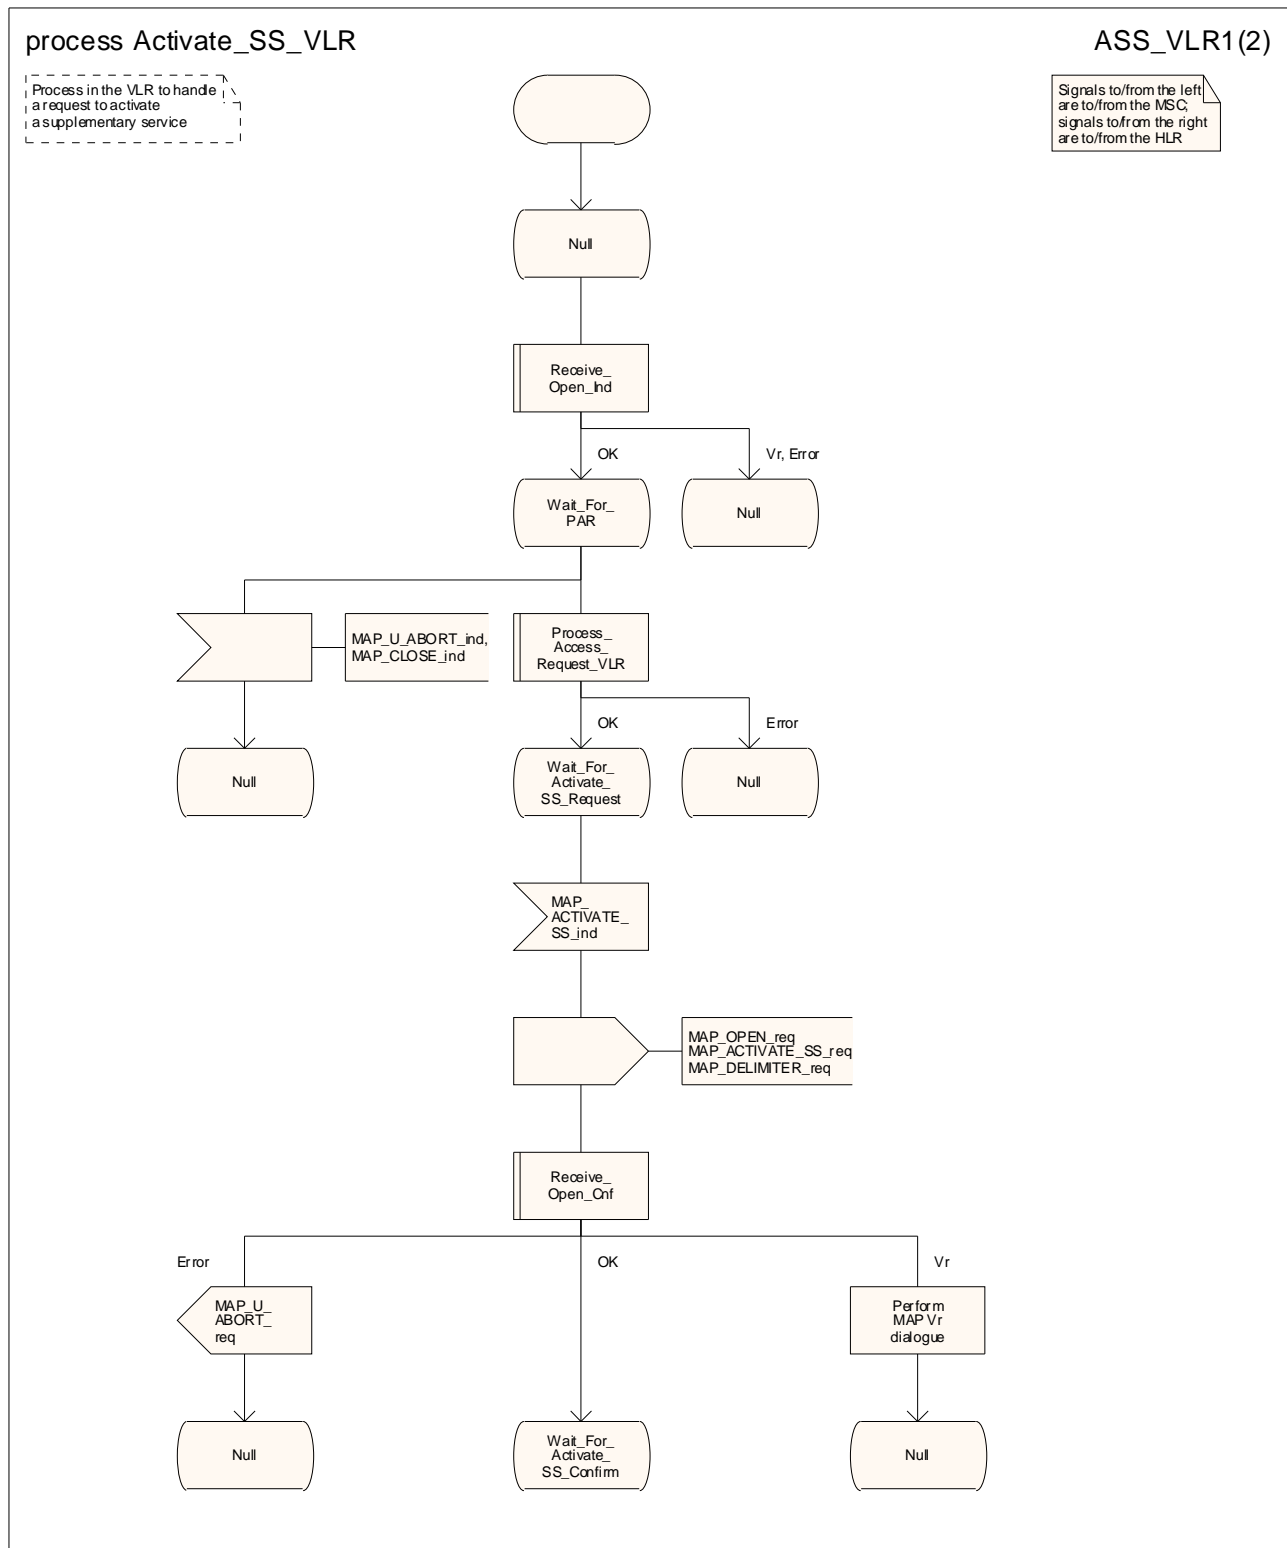 process Activate_SS_VLR
ASS_VLR1(2)
Process in the VLR to handle
a request to activate
a supplementary service
Signals to/from the left
are to/from the MSC;
signals to/from the right
are to/from the HLR
Null
Receive_
Open_Ind
OK
Vr, Error
Wait_For_
PAR
Null
MAP_U_ABORT_ind,
MAP_CLOSE_ind
Process_
Access_
Request_VLR
OK
Error
Null
Wait_For_
Activate_
SS_Request
Null
MAP_
ACTIVATE_
SS_ind
MAP_OPEN_req
MAP_ACTIVATE_SS_req
MAP_DELIMITER_req
Receive_
Open_Cnf
Error
OK
Vr
MAP_U_
ABORT_
req
Perform
MAP Vr
dialogue
Null
Wait_For_
Activate_
SS_Confirm
Null